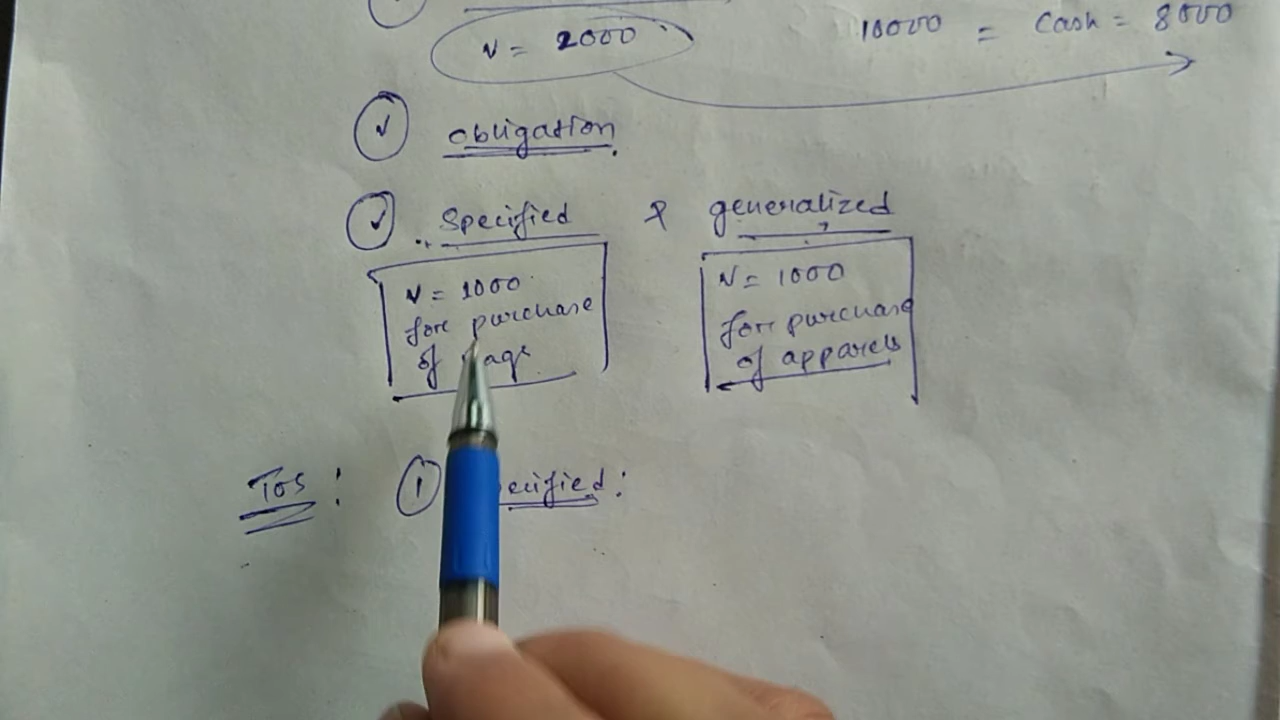 V = 2000
10000 = Cash = 8000
obligation
Specified & generalized
V = 1000
for purchase
of
V = 1000
for purchase
of apparels
TOS : ①